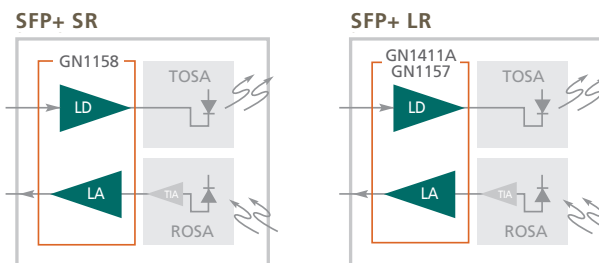 SFP+ SR
GN1158
TOSA
LD
LA
TIA
ROSA
SFP+ LR
GN1411A
GN1157
TOSA
LD
LA
TIA
ROSA